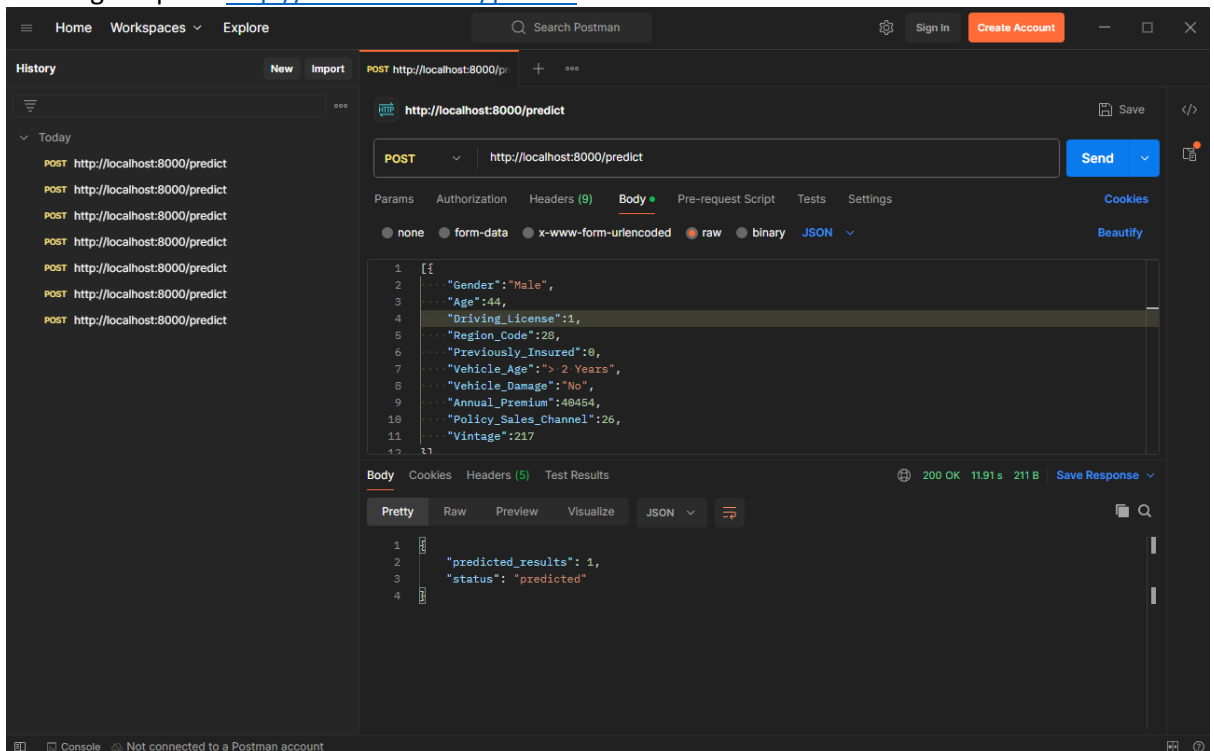 Home Workspaces Explore Search Postman Sign In Create Account
History New Import
POST http://localhost:8000/pr
http://localhost:8000/predict Save
Today
POST http://localhost:8000/predict
POST http://localhost:8000/predict
POST http://localhost:8000/predict
POST http://localhost:8000/predict
POST http://localhost:8000/predict
POST http://localhost:8000/predict
POST http://localhost:8000/predict
POST http://localhost:8000/predict Send
Params Authorization Headers (9) Body Pre-request Script Tests Settings Cookies
none form-data x-www-form-urlencoded raw binary JSON Beautify
1 [{
2 "Gender":"Male",
3 "Age":44,
4 "Driving_License":1,
5 "Region_Code":28,
6 "Previously_Insured":0,
7 "Vehicle_Age":"> 2 Years",
8 "Vehicle_Damage":"No",
9 "Annual_Premium":40454,
10 "Policy_Sales_Channel":26,
11 "Vintage":217
12 }]
Body Cookies Headers (5) Test Results 200 OK 11.91 s 211 B Save Response
Pretty Raw Preview Visualize JSON
1 {
2 "predicted_results": 1,
3 "status": "predicted"
4 }
Console Not connected to a Postman account